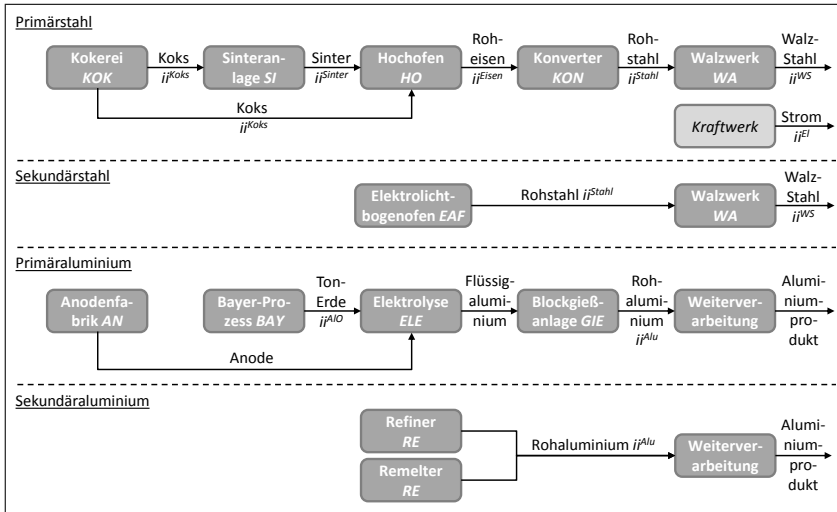 Primärstahl
Kokerei
KOK
Koks
ii^Koks
Sinteran-
lage SI
Sinter
ii^Sinter
Hochofen
HO
Roh-
eisen
ii^Eisen
Konverter
KON
Roh-
stahl
ii^Stahl
Walzwerk
WA
Walz-
Stahl
ii^WS
Koks
ii^Koks
Kraftwerk
Strom
ii^El
Sekundärstahl
Elektrolicht-
bogenofen EAF
Rohstahl ii^Stahl
Walzwerk
WA
Walz-
Stahl
ii^WS
Primäraluminium
Anodenfa-
brik AN
Bayer-Pro-
zess BAY
Ton-
Erde
ii^AlO
Elektrolyse
ELE
Flüssig-
aluminium
Blockgieß-
anlage GIE
Roh-
aluminium
ii^Alu
Weiterver-
arbeitung
Alumi-
nium-
pro-
dukt
Anode
Sekundäraluminium
Refiner
RE
Remelter
RE
Rohaluminium ii^Alu
Weiterver-
arbeitung
Alumi-
nium-
pro-
dukt